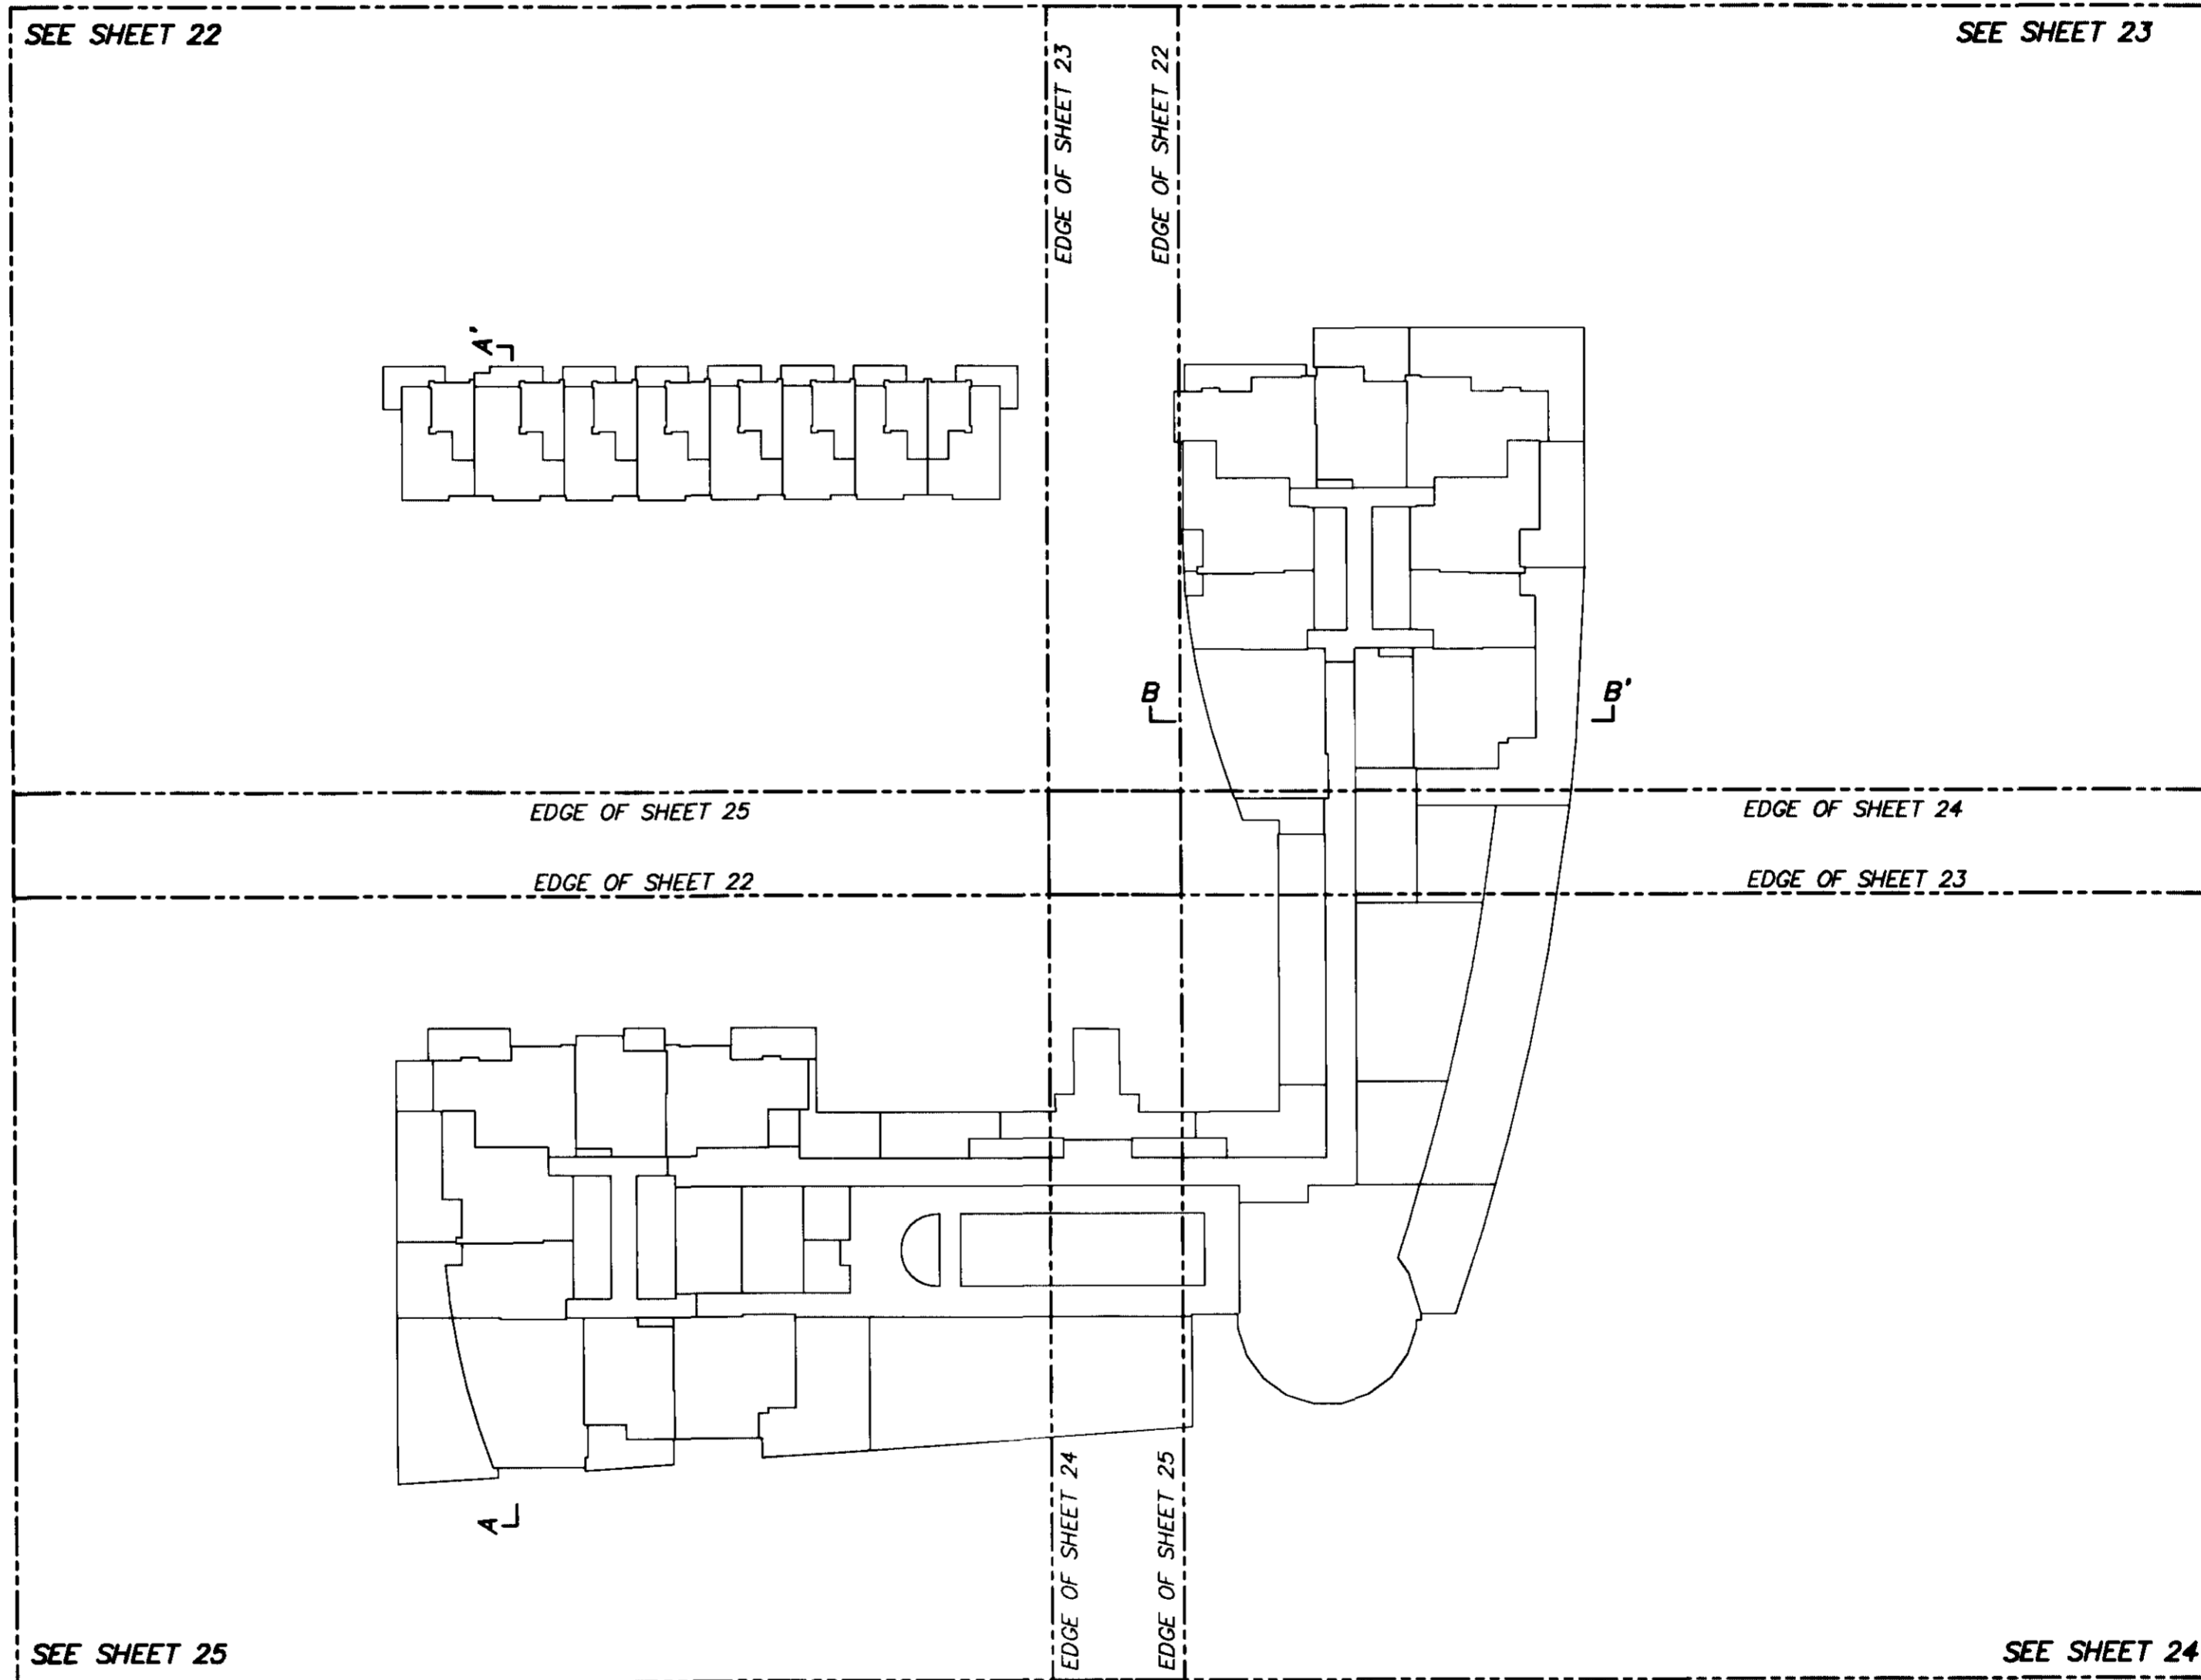 SEE SHEET 22
SEE SHEET 23
EDGE OF SHEET 23
EDGE OF SHEET 22
A'
B
B'
EDGE OF SHEET 25
EDGE OF SHEET 24
EDGE OF SHEET 22
EDGE OF SHEET 23
A
EDGE OF SHEET 24
EDGE OF SHEET 25
SEE SHEET 25
SEE SHEET 24